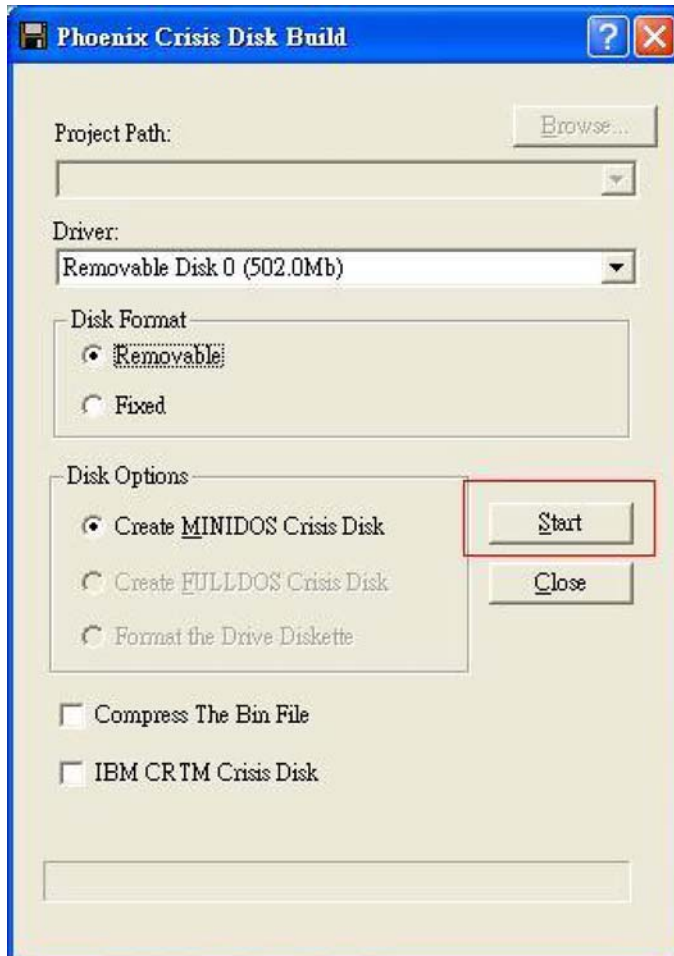 Phoenix Crisis Disk Build
?
Project Path:
Browse...
Driver:
Removable Disk 0 (502.0Mb)
Disk Format
Removable
Fixed
Disk Options
Create MINIDOS Crisis Disk
Start
Create FULLDOS Crisis Disk
Close
Format the Drive Diskette
Compress The Bin File
IBM CRTM Crisis Disk